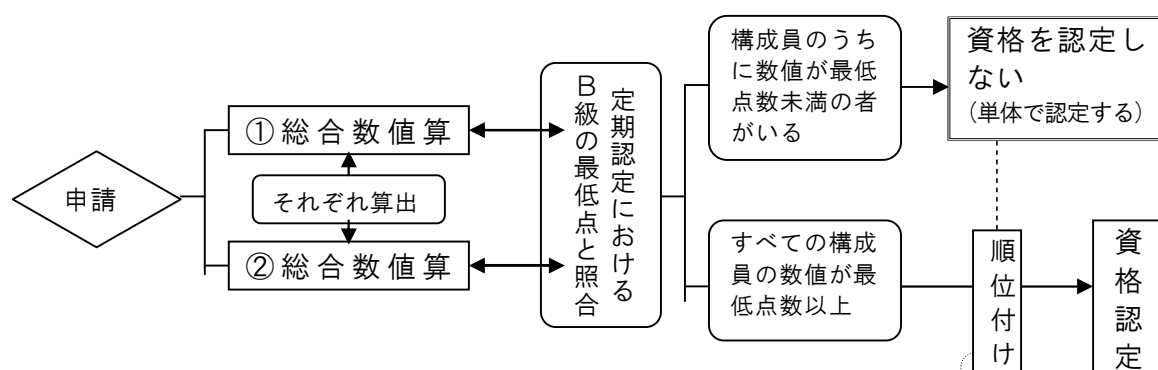 申請
①総合数値算
それぞれ算出
②総合数値算
定期認定における
Ｂ級の最低点と照合
構成員のうち
に数値が最低
点数未満の者
がいる
資格を認定し
ない
（単体で認定する）
すべての構成
員の数値が最
低点数以上
順位付け
資格認定